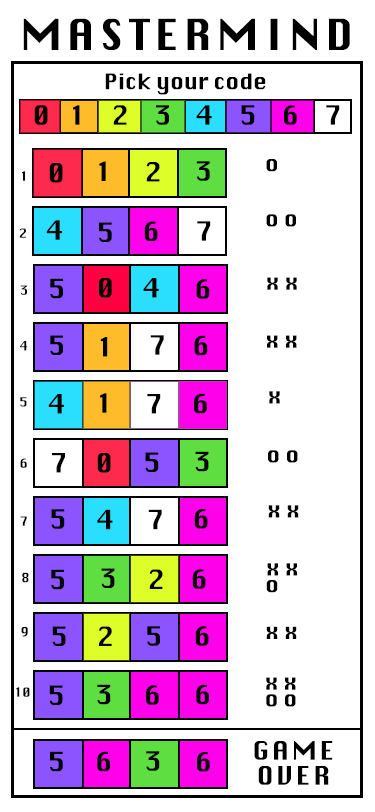 MASTERMIND
Pick your code
0 1 2 3 4 5 6 7
1 0 1 2 3 o
2 4 5 6 7 o o
3 5 0 4 6 x x
4 5 1 7 6 x x
5 4 1 7 6 x
6 7 0 5 3 o o
7 5 4 7 6 x x
8 5 3 2 6 x x
o
9 5 2 5 6 x x
10 5 3 6 6 x x
o o
5 6 3 6 GAME
OVER